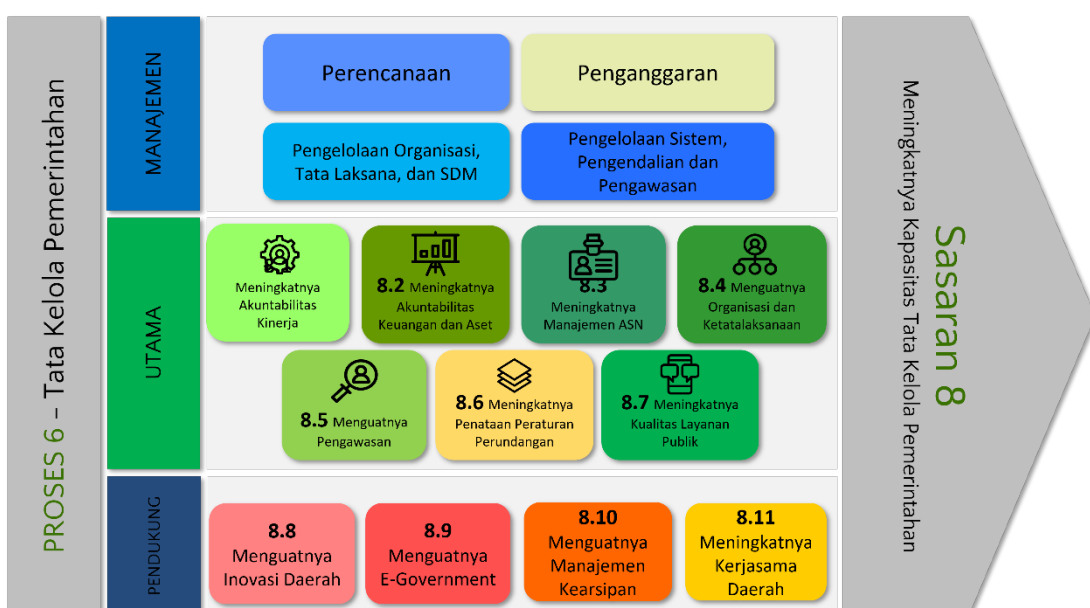 PROSES 6 – Tata Kelola Pemerintahan
MANAJEMEN
Perencanaan
Penganggaran
Pengelolaan Organisasi,
Tata Laksana, dan SDM
Pengelolaan Sistem,
Pengendalian dan
Pengawasan
UTAMA
Meningkatnya
Akuntabilitas
Kinerja
8.2 Meningkatnya
Akuntabilitas
Keuangan dan Aset
8.3
Meningkatnya
Manajemen ASN
8.4 Menguatnya
Organisasi dan
Ketatalaksanaan
8.5 Menguatnya
Pengawasan
8.6 Meningkatnya
Penataan Peraturan
Perundangan
8.7 Meningkatnya
Kualitas Layanan
Publik
PENDUKUNG
8.8
Menguatnya
Inovasi Daerah
8.9
Menguatnya
E-Government
8.10
Menguatnya
Manajemen
Kearsipan
8.11
Meningkatnya
Kerjasama
Daerah
Sasaran 8
Meningkatnya Kapasitas Tata Kelola Pemerintahan